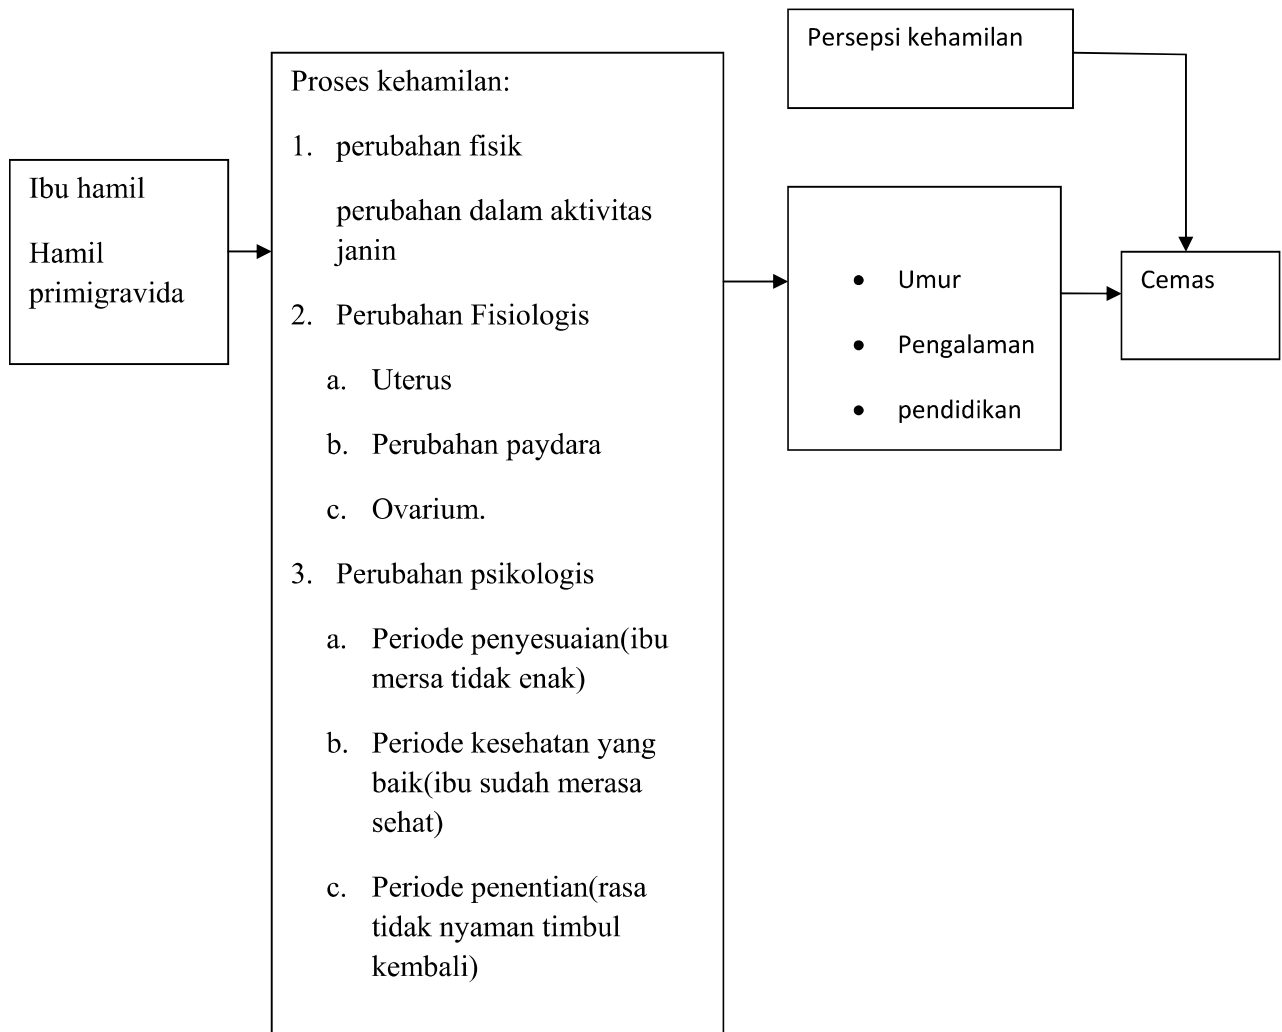 Ibu hamil
Hamil
primigravida
Proses kehamilan:
1. perubahan fisik
perubahan dalam aktivitas
janin
2. Perubahan Fisiologis
a. Uterus
b. Perubahan paydara
c. Ovarium.
3. Perubahan psikologis
a. Periode penyesuaian(ibu
mersa tidak enak)
b. Periode kesehatan yang
baik(ibu sudah merasa
sehat)
c. Periode penentian(rasa
tidak nyaman timbul
kembali)
Persepsi kehamilan
• Umur
• Pengalaman
• pendidikan
Cemas